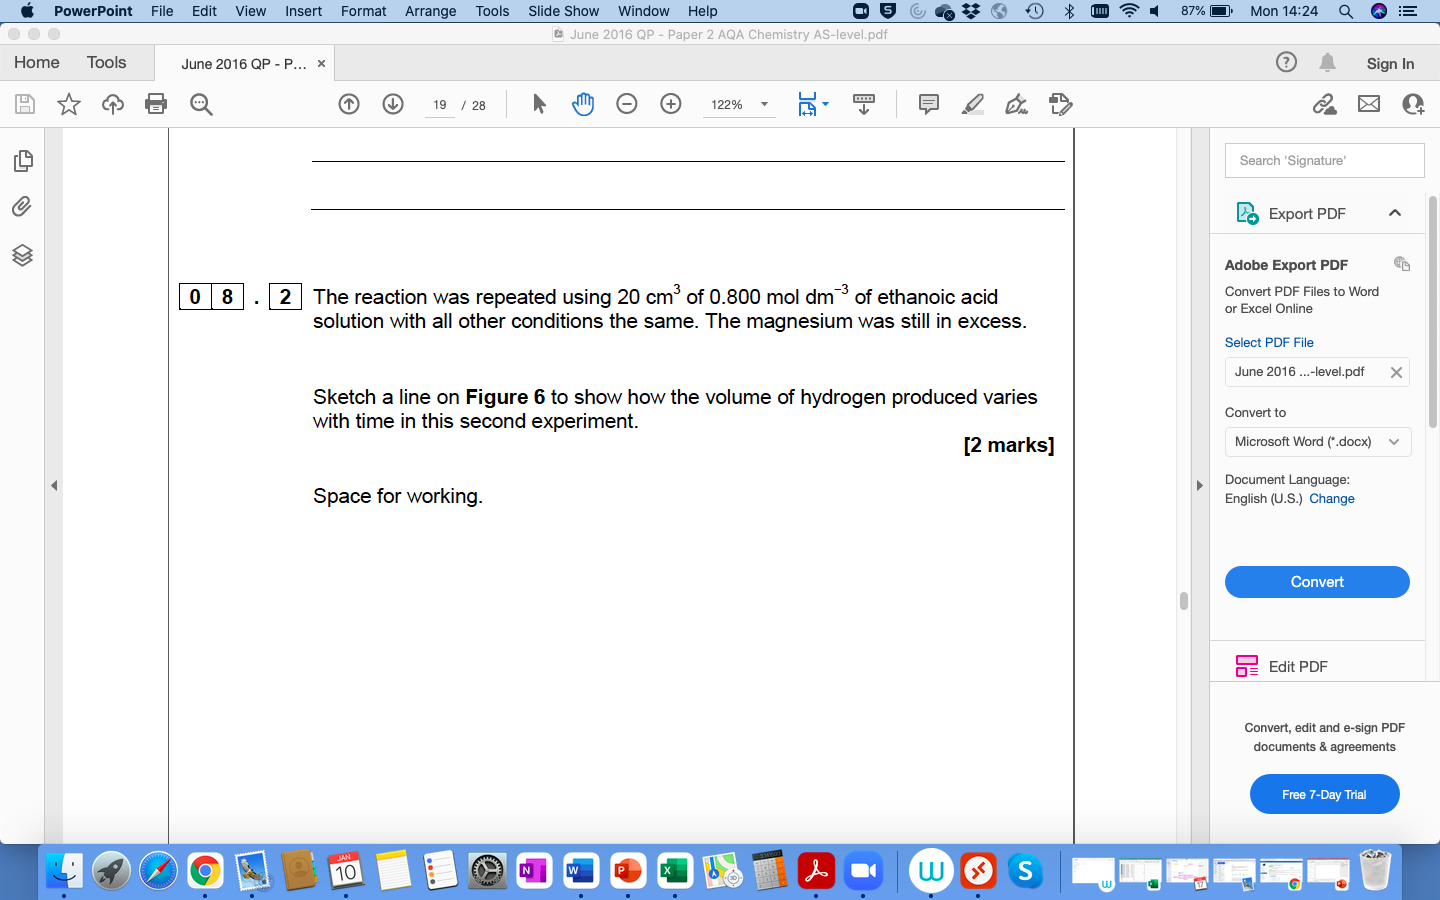 PowerPoint File Edit View Insert Format Arrange Tools Slide Show Window Help 87% Mon 14:24
June 2016 QP - Paper 2 AQA Chemistry AS-level.pdf
Home Tools June 2016 QP - P... × Sign In
19 / 28 122%
Search 'Signature'
Export PDF
Adobe Export PDF
Convert PDF Files to Word
or Excel Online
Select PDF File
June 2016 ...-level.pdf
Convert to
Microsoft Word (*.docx)
Document Language:
English (U.S.) Change
Convert
Edit PDF
Convert, edit and e-sign PDF
documents & agreements
Free 7-Day Trial
0 8 . 2 The reaction was repeated using 20 cm³ of 0.800 mol dm⁻³ of ethanoic acid
solution with all other conditions the same. The magnesium was still in excess.
Sketch a line on Figure 6 to show how the volume of hydrogen produced varies
with time in this second experiment.
[2 marks]
Space for working.
JAN
10